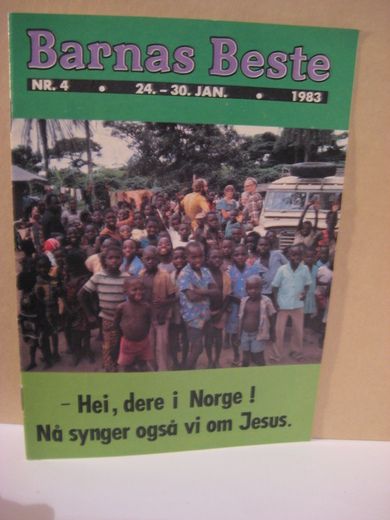 Barnas Beste
NR. 4 • 24. – 30. JAN. • 1983
– Hei, dere i Norge !
Nå synger også vi om Jesus.